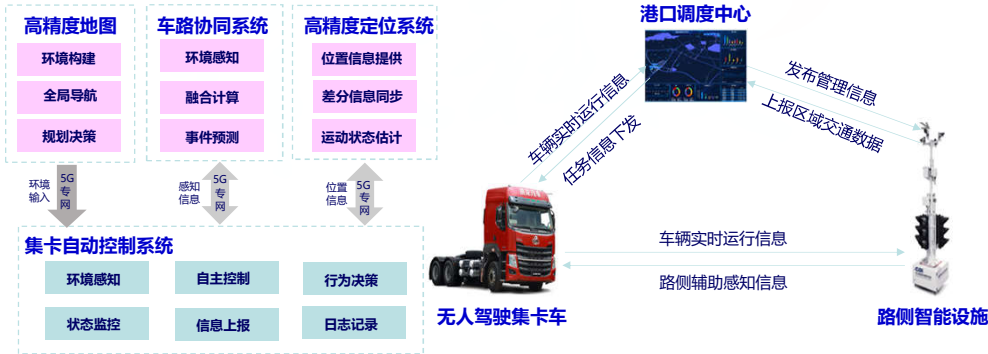 高精度地图
环境构建
全局导航
规划决策
车路协同系统
环境感知
融合计算
事件预测
高精度定位系统
位置信息提供
差分信息同步
运动状态估计
环境
输入
5G
专
网
感知
信息
5G
专
网
位置
信息
5G
专
网
集卡自动控制系统
环境感知
自主控制
行为决策
状态监控
信息上报
日志记录
港口调度中心
车辆实时运行信息
任务信息下发
发布管理信息
上报区域交通数据
车辆实时运行信息
路侧辅助感知信息
无人驾驶集卡车
路侧智能设施